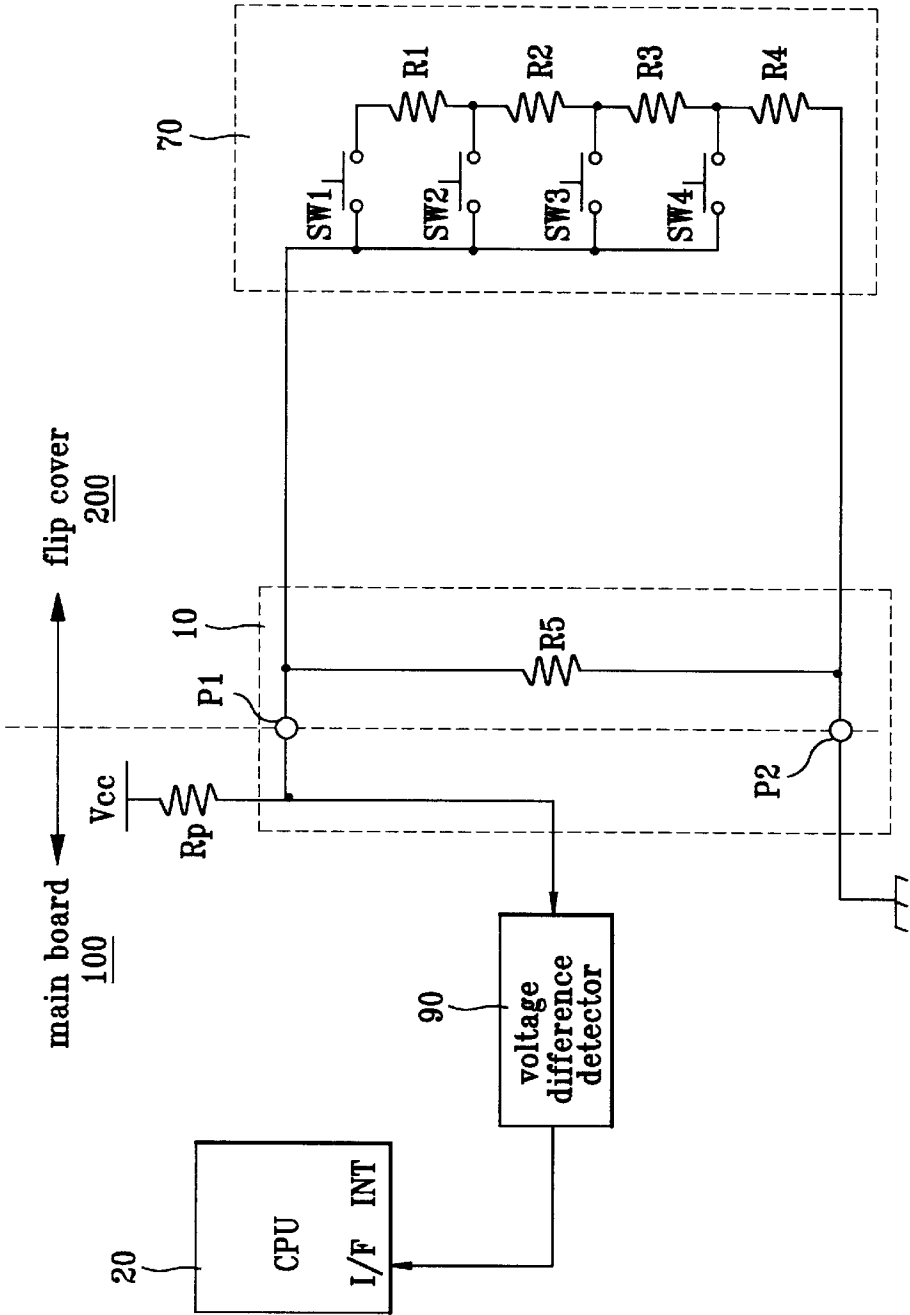 main board
100
flip cover
200
Vcc
Rp
P1
10
70
SW1
R1
SW2
R2
SW3
R3
SW4
R4
R5
P2
20
CPU
I/F INT
90
voltage
difference
detector